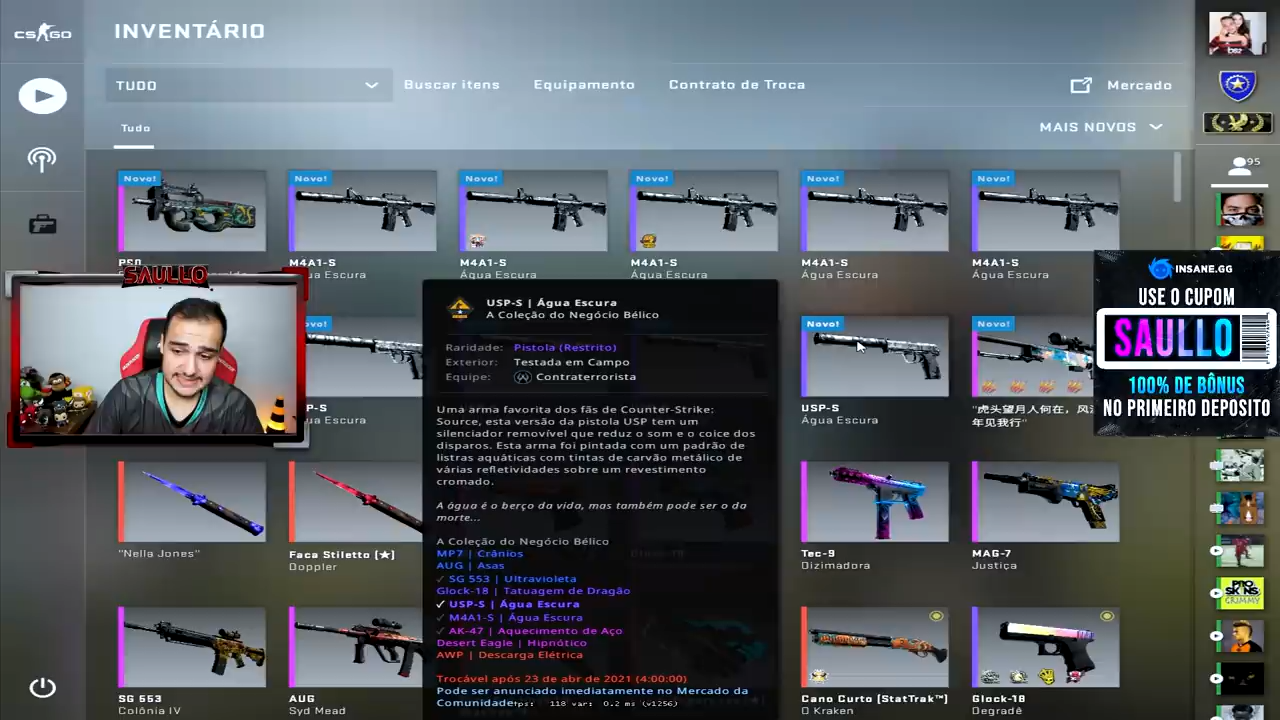 CS GO
INVENTÁRIO
TUDO
Buscar itens
Equipamento
Contrato de Troca
Mercado
Tudo
MAIS NOVOS
95
Novo!
Novo!
Novo!
Novo!
Novo!
Novo!
P90
M4A1-S
Água Escura
M4A1-S
Água Escura
M4A1-S
Água Escura
M4A1-S
Água Escura
M4A1-S
Água Escura
SAULLO
INSANE.GG
USE O CUPOM
SAULLO
100% DE BÔNUS
NO PRIMEIRO DEPOSITO
Novo!
Novo!
USP-S
Água Escura
USP-S | Água Escura
A Coleção do Negócio Bélico
Raridade: Pistola (Restrito)
Exterior: Testada em Campo
Equipe: Contraterrorista
Uma arma favorita dos fãs de Counter-Strike:
Source, esta versão da pistola USP tem um
silenciador removível que reduz o som e o coice dos
disparos. Esta arma foi pintada com um padrão de
listras aquáticas com tintas de carvão metálico de
várias refletividades sobre um revestimento
cromado.
A água é o berço da vida, mas também pode ser o da
morte...
A Coleção do Negócio Bélico
MP7 | Crânios
AUG | Asas
✓ SG 553 | Ultravioleta
Glock-18 | Tatuagem de Dragão
✓ USP-S | Água Escura
✓ M4A1-S | Água Escura
✓ AK-47 | Aquecimento de Aço
Desert Eagle | Hipnótico
AWP | Descarga Elétrica
Trocável após 23 de abr de 2021 (4:00:00)
Pode ser anunciado imediatamente no Mercado da
Comunidade
fps: 118 var: 0.2 ms (v1256)
"Nella Jones"
Faca Stiletto (★)
Doppler
Tec-9
Dizimadora
MAG-7
Justiça
SG 553
Colônia IV
AUG
Syd Mead
Cano Curto (StatTrak™)
O Kraken
Glock-18
Degradê
PRO
SKINS
CRIMMY